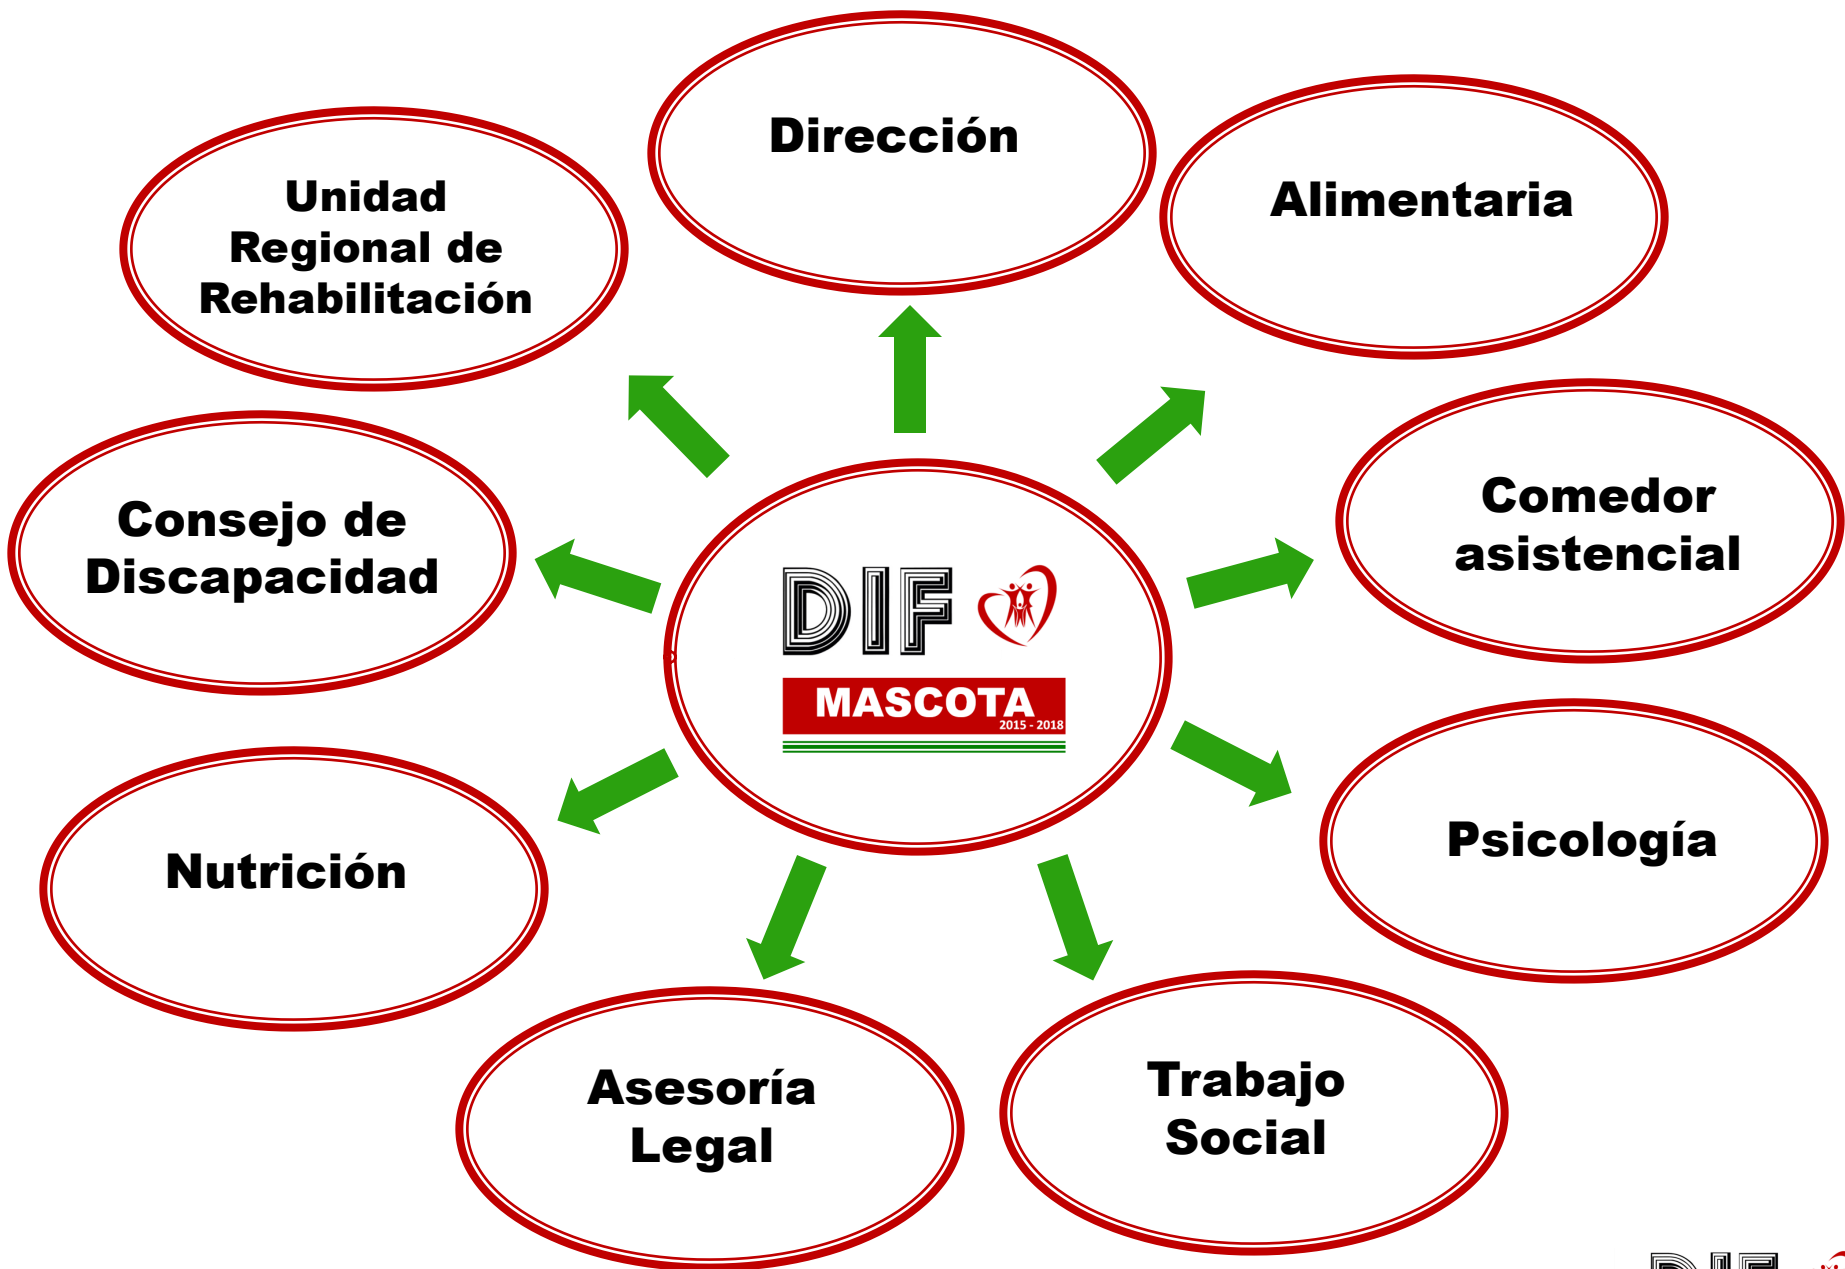 Dirección
Alimentaria
Unidad
Regional de
Rehabilitación
Comedor
asistencial
Consejo de
Discapacidad
DIF
MASCOTA
2015 - 2018
Psicología
Nutrición
Trabajo
Social
Asesoría
Legal
DIF